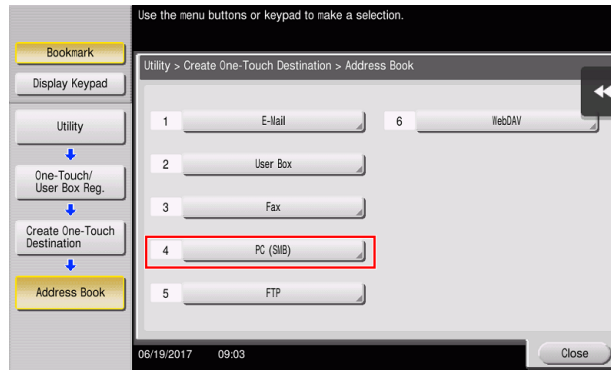 Use the menu buttons or keypad to make a selection.
Bookmark
Display Keypad
Utility
One-Touch/
User Box Reg.
Create One-Touch
Destination
Address Book
Utility > Create One-Touch Destination > Address Book
1 E-Mail
2 User Box
3 Fax
4 PC (SMB)
5 FTP
6 WebDAV
06/19/2017 09:03
Close